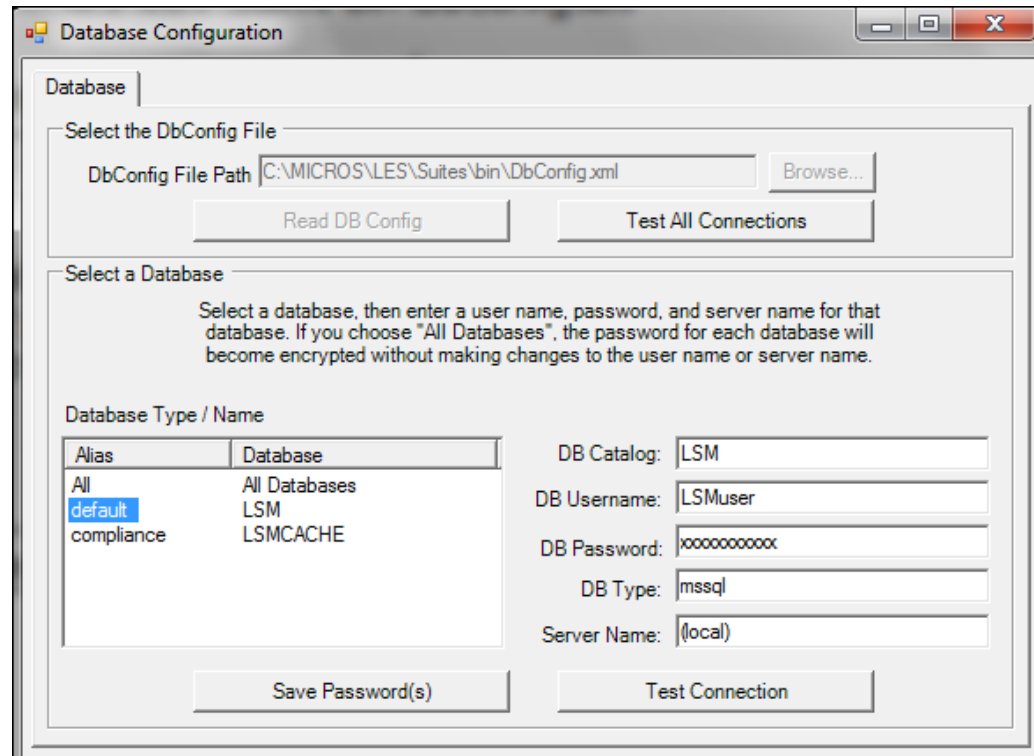 Database Configuration
Database
Select the DbConfig File
DbConfig File Path C:\MICROS\LES\Suites\bin\DbConfig.xml Browse...
Read DB Config Test All Connections
Select a Database
Select a database, then enter a user name, password, and server name for that
database. If you choose "All Databases", the password for each database will
become encrypted without making changes to the user name or server name.
Database Type / Name
Alias Database
All All Databases
default LSM
compliance LSMCACHE
DB Catalog: LSM
DB Username: LSMuser
DB Password: xxxxxxxxxxx
DB Type: mssql
Server Name: (local)
Save Password(s) Test Connection